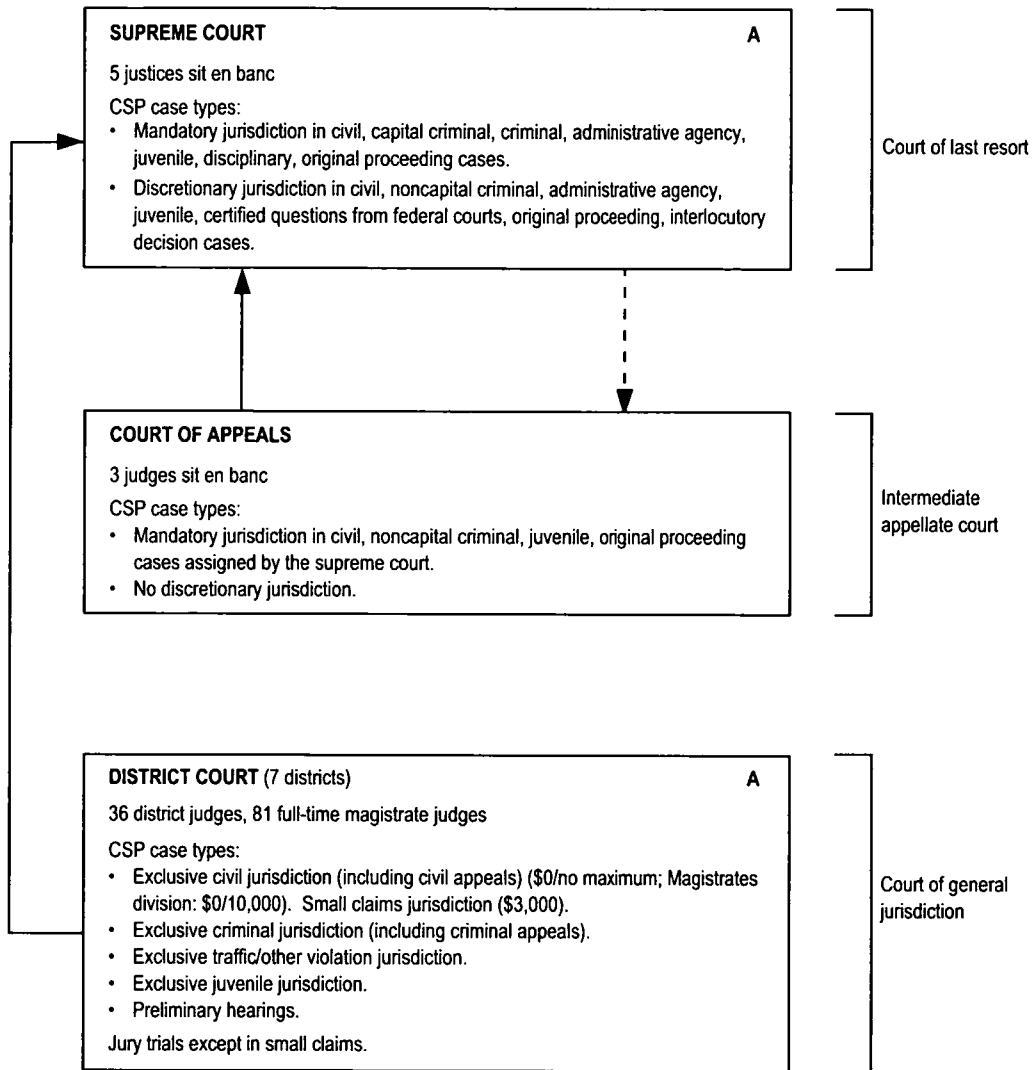 SUPREME COURT A
5 justices sit en banc
CSP case types:
• Mandatory jurisdiction in civil, capital criminal, criminal, administrative agency,
juvenile, disciplinary, original proceeding cases.
• Discretionary jurisdiction in civil, noncapital criminal, administrative agency,
juvenile, certified questions from federal courts, original proceeding, interlocutory
decision cases.
Court of last resort
COURT OF APPEALS
3 judges sit en banc
CSP case types:
• Mandatory jurisdiction in civil, noncapital criminal, juvenile, original proceeding
cases assigned by the supreme court.
• No discretionary jurisdiction.
Intermediate
appellate court
DISTRICT COURT (7 districts) A
36 district judges, 81 full-time magistrate judges
CSP case types:
• Exclusive civil jurisdiction (including civil appeals) ($0/no maximum; Magistrates
division: $0/10,000). Small claims jurisdiction ($3,000).
• Exclusive criminal jurisdiction (including criminal appeals).
• Exclusive traffic/other violation jurisdiction.
• Exclusive juvenile jurisdiction.
• Preliminary hearings.
Jury trials except in small claims.
Court of general
jurisdiction